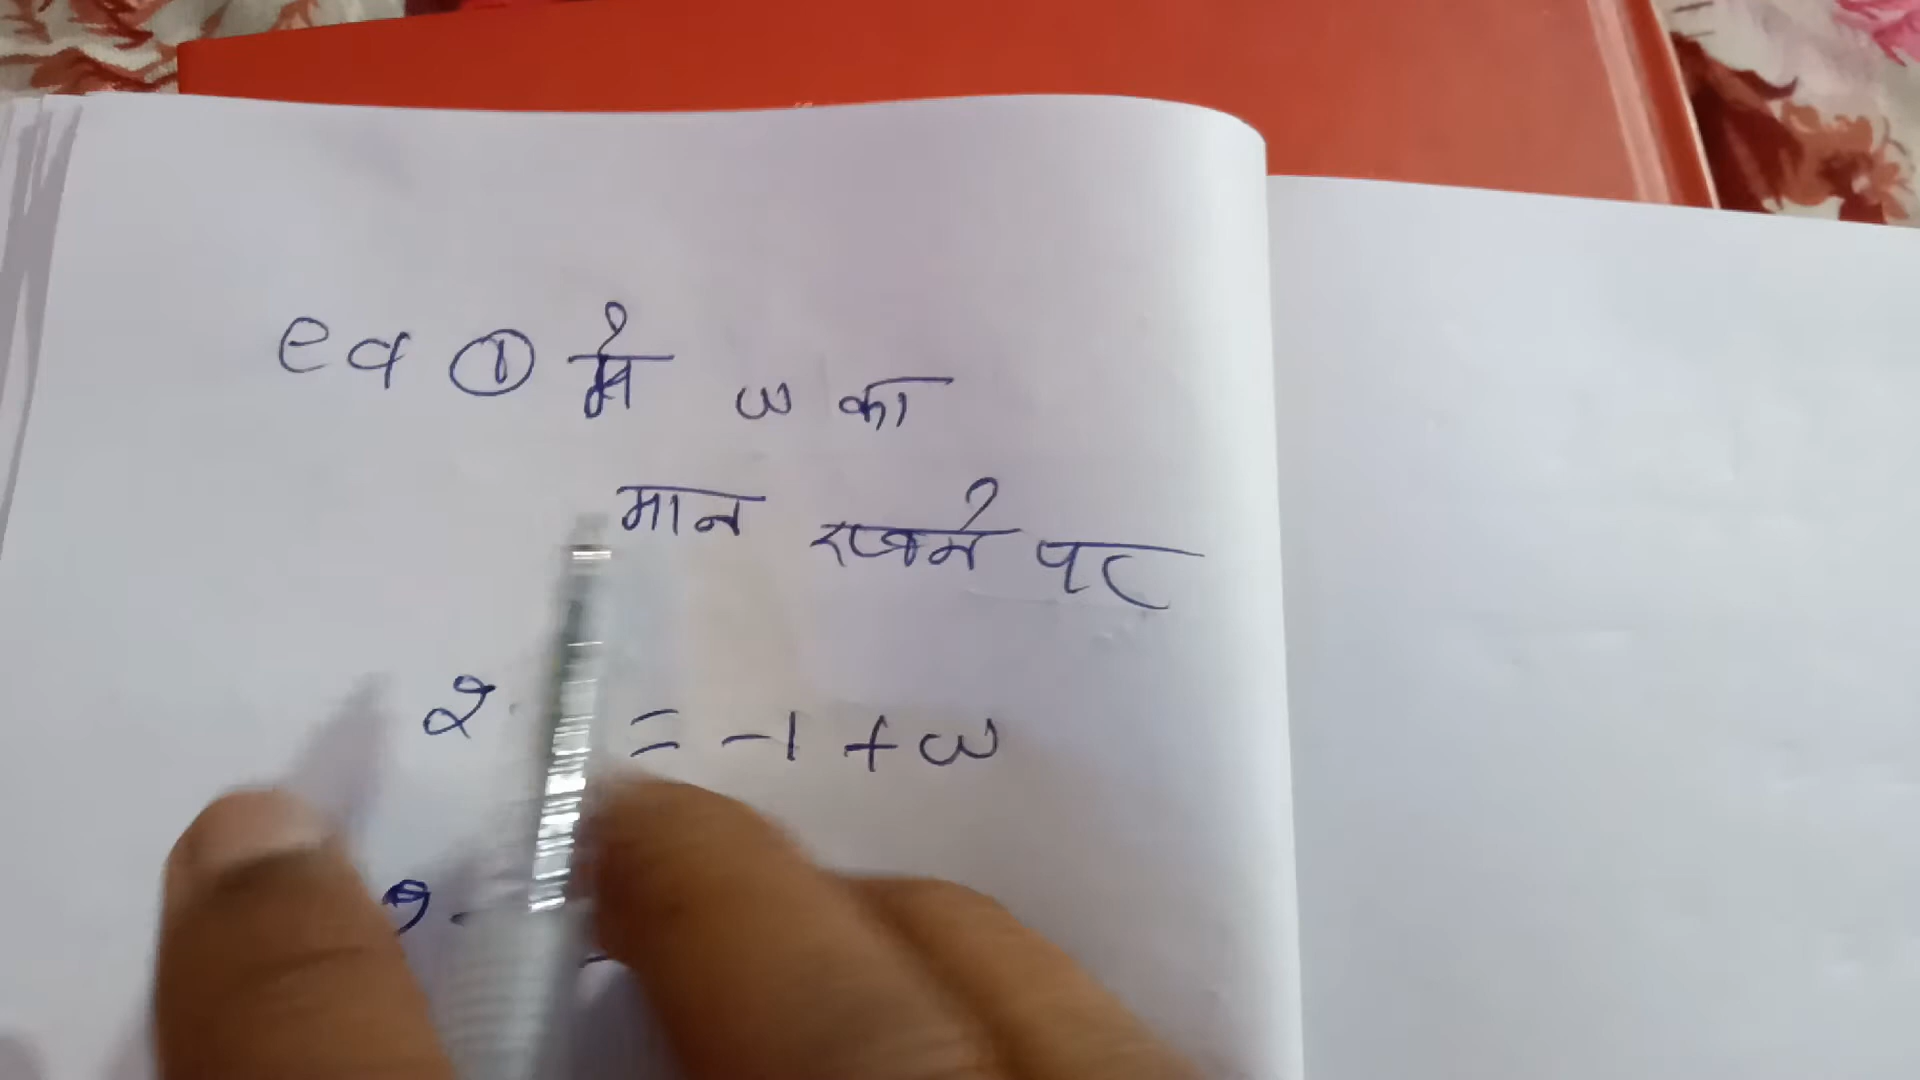 eq ① में ω का
मान रखने पर
2 = -1 + ω